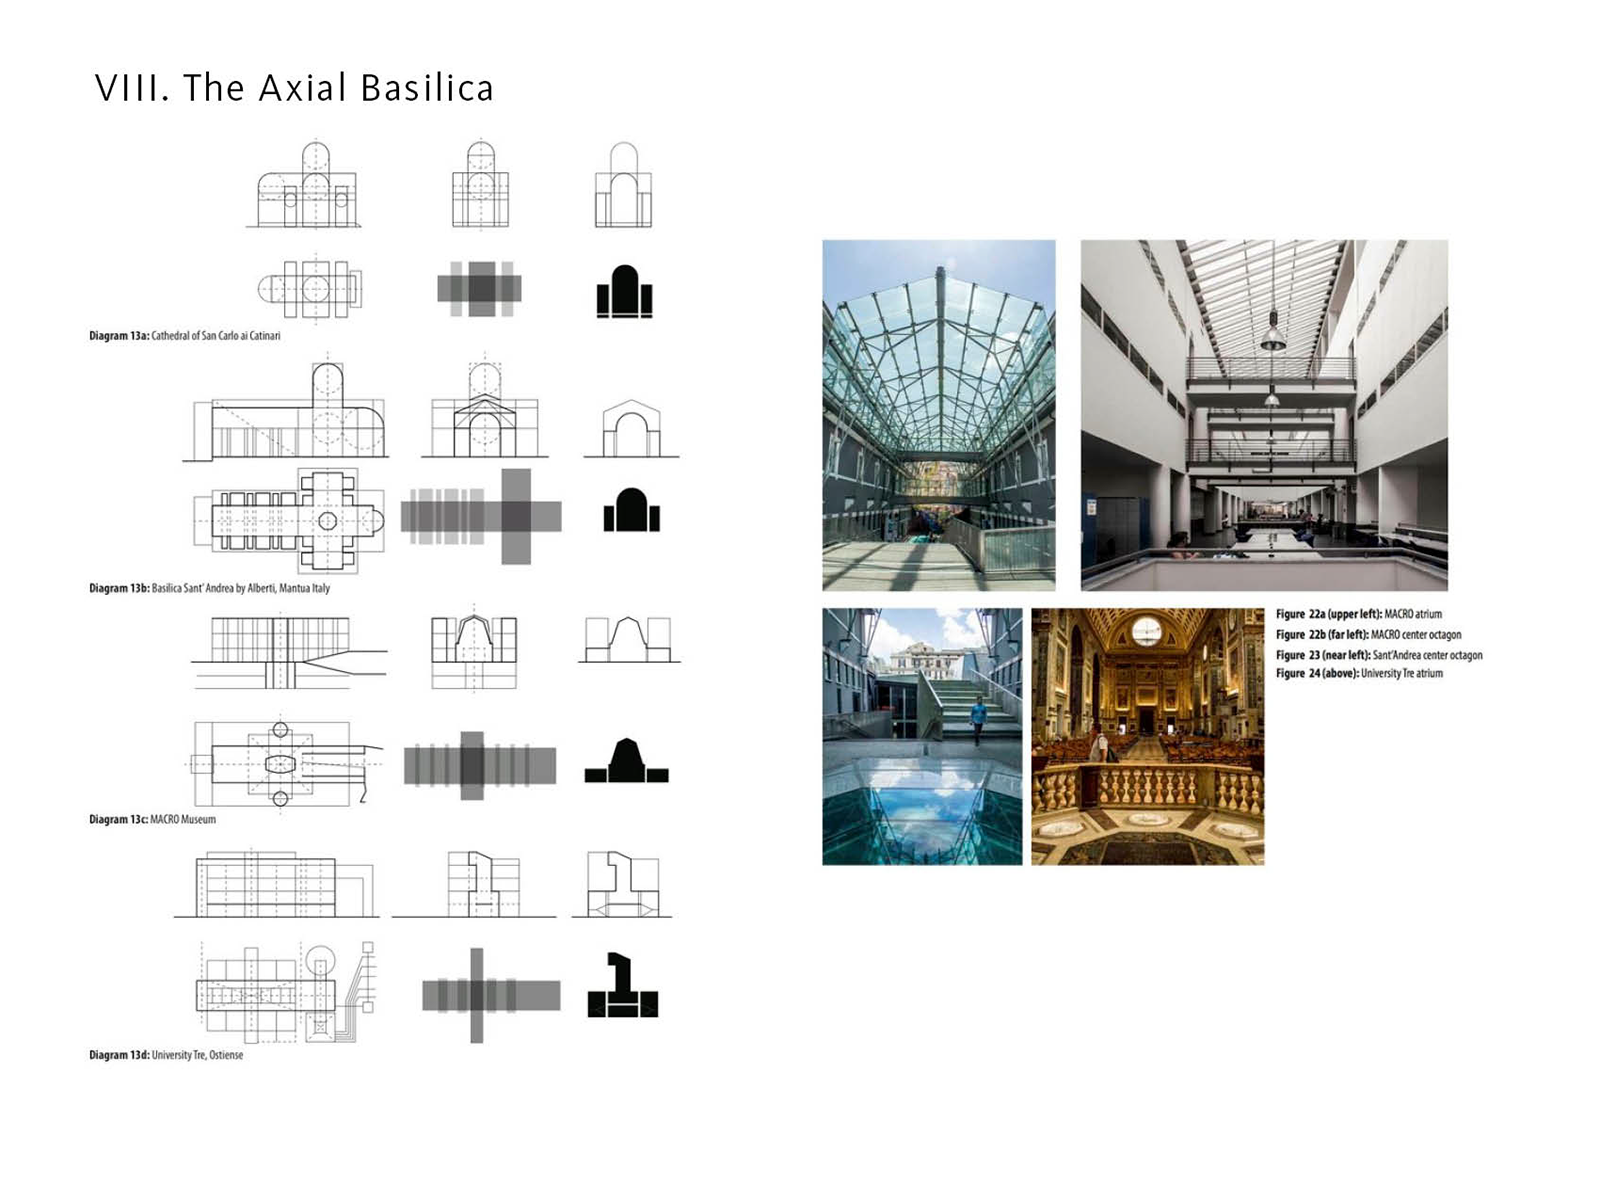 VIII. The Axial Basilica
Diagram 13a: Cathedral of San Carlo ai Catinari
Diagram 13b: Basilica Sant' Andrea by Alberti, Mantua Italy
Diagram 13c: MACRO Museum
Diagram 13d: University Tre, Ostiense
Figure 22a (upper left): MACRO atrium
Figure 22b (far left): MACRO center octagon
Figure 23 (near left): Sant'Andrea center octagon
Figure 24 (above): University Tre atrium